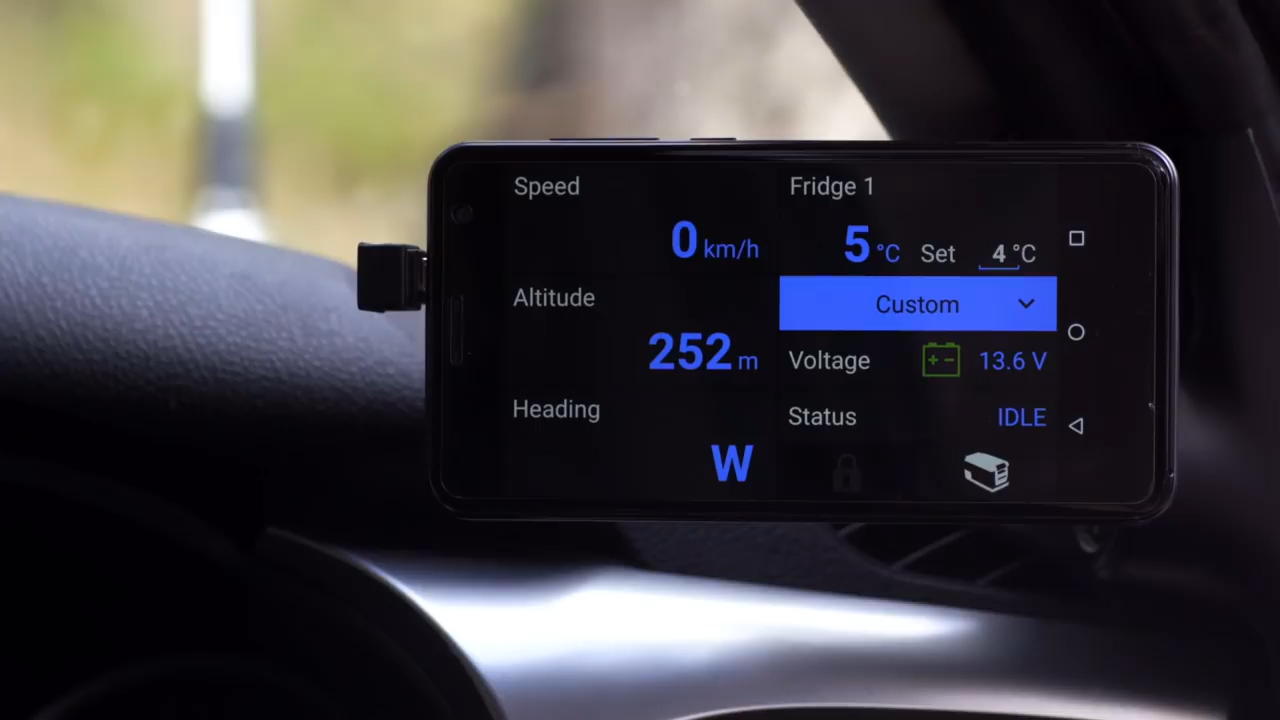 Speed
0 km/h
Altitude
252 m
Heading
W
Fridge 1
5 °C Set 4 °C
Custom
Voltage 13.6 V
Status IDLE